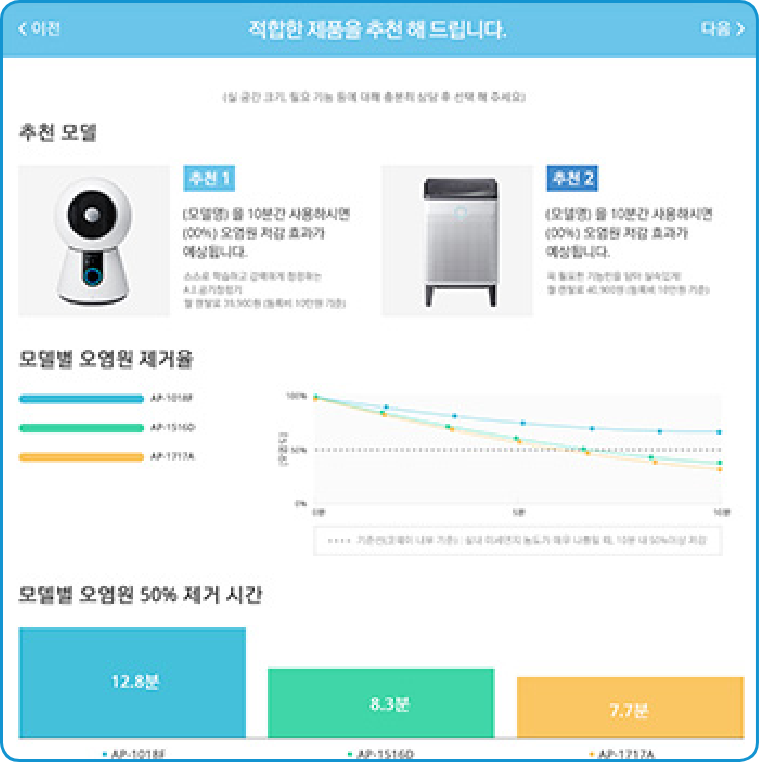 이전
적합한 제품을 추천 해 드립니다.
다음
(실 공간 크기, 필요 기능 등에 대해 충분히 상담 후 선택 해 주세요)
추천 모델
추천 1
(모델명) 을 10분간 사용하시면
(00%) 오염원 저감 효과가
예상됩니다.
스스로 학습하고 강력하게 청정하는
A.I 공기청정기
월 렌탈료 39,900원 (등록비 10만원 기준)
추천 2
(모델명) 을 10분간 사용하시면
(00%) 오염원 저감 효과가
예상됩니다.
꼭 필요한 기능만을 담아 실속있게!
월 렌탈료 40,900원 (등록비 10만원 기준)
모델별 오염원 제거율
AP-1018F
AP-1516D
AP-1717A
100%
50%
0%
0분
5분
10분
기준선(코웨이 내부 기준) : 실내 미세먼지 농도가 매우 나쁨일 때, 10분 내 50%이상 저감
모델별 오염원 50% 제거 시간
12.8분
8.3분
7.7분
AP-1018F
AP-1516D
AP-1717A